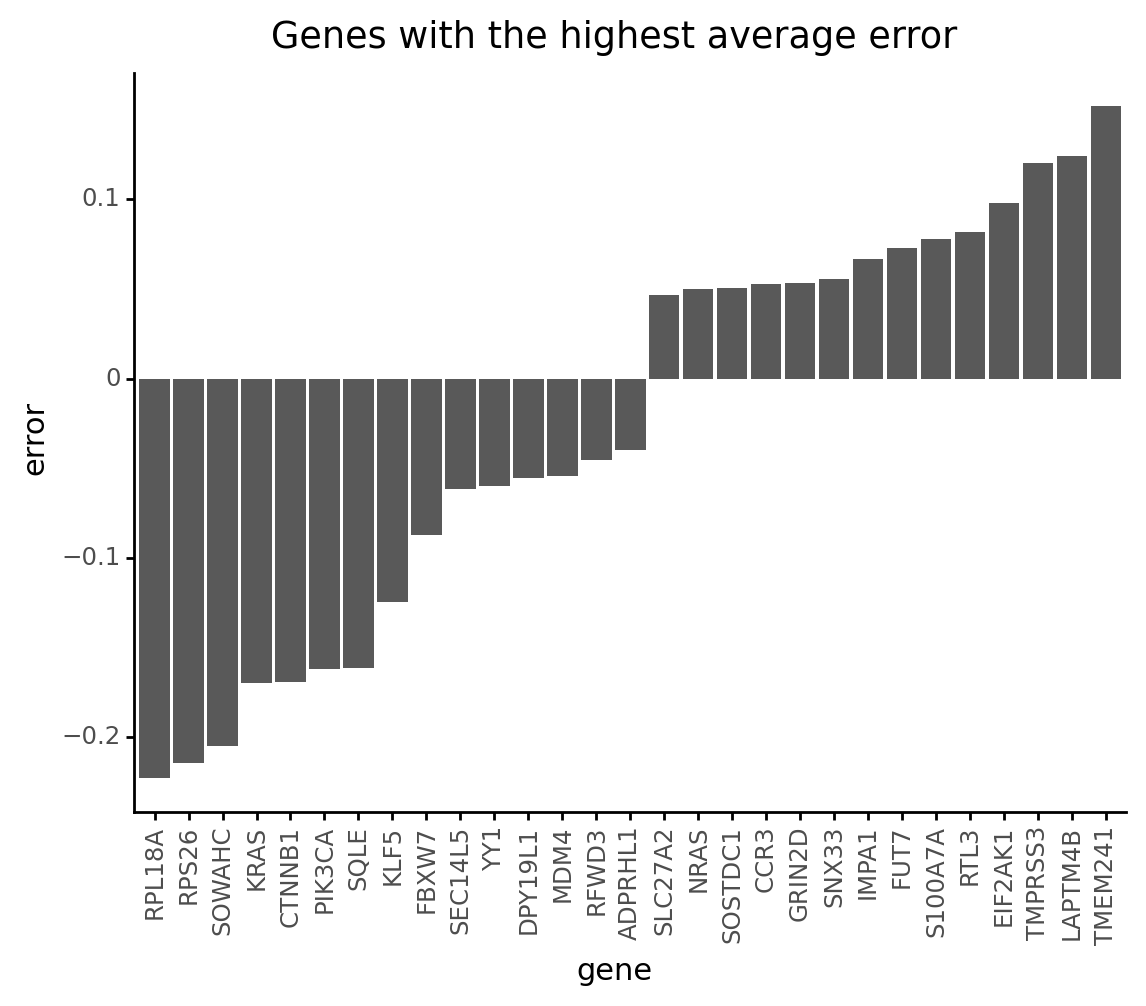 Genes with the highest average error
error
0.1
0
−0.1
−0.2
RPL18A
RPS26
SOWAHC
KRAS
CTNNB1
PIK3CA
SQLE
KLF5
FBXW7
SEC14L5
YY1
DPY19L1
MDM4
RFWD3
ADPRHL1
SLC27A2
NRAS
SOSTDC1
CCR3
GRIN2D
SNX33
IMPA1
FUT7
S100A7A
RTL3
EIF2AK1
TMPRSS3
LAPTM4B
TMEM241
gene